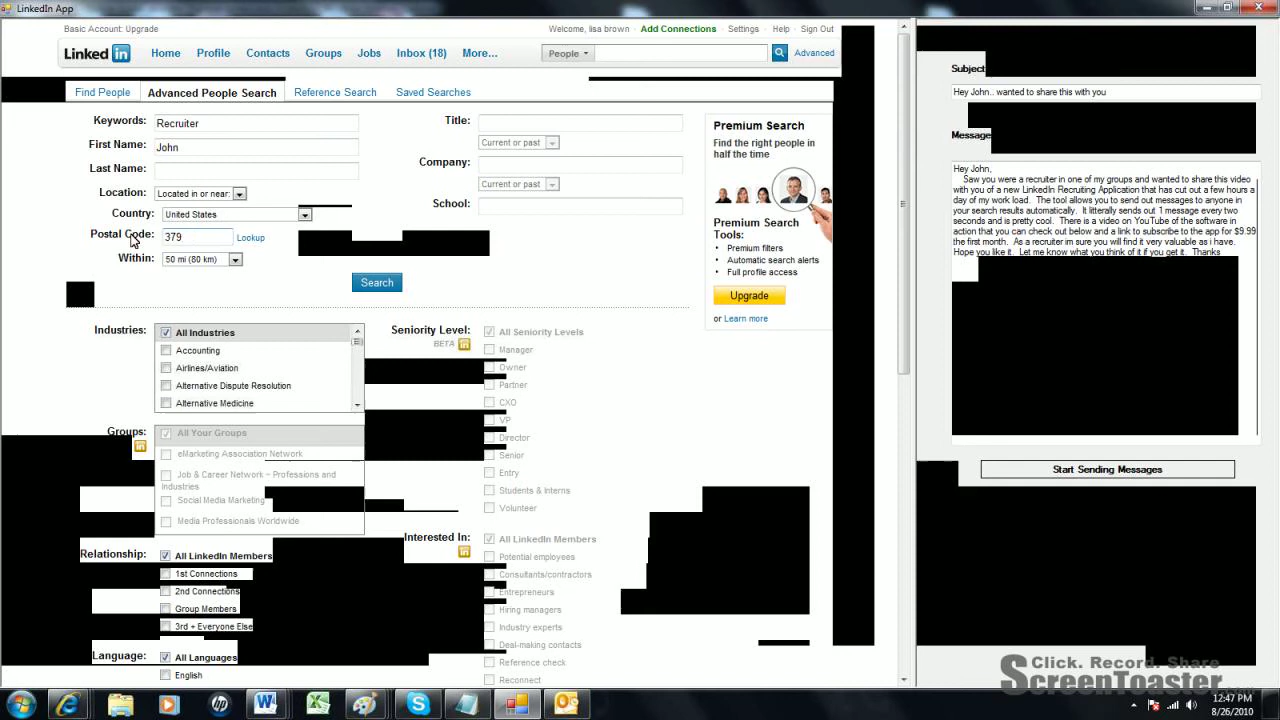 LinkedIn App
Basic Account: Upgrade
Welcome, lisa brown Add Connections Settings Help Sign Out
Linked in Home Profile Contacts Groups Jobs Inbox (18) More... People Advanced
Find People Advanced People Search Reference Search Saved Searches
Keywords: Recruiter
First Name: John
Last Name:
Location: Located in or near:
Country: United States
Postal Code: 379 Lookup
Within: 50 mi (80 km)
Title:
Current or past
Company:
Current or past
School:
Search
Premium Search
Find the right people in
half the time
Premium Search
Tools:
• Premium filters
• Automatic search alerts
• Full profile access
Upgrade
or Learn more
Industries:
All Industries
Accounting
Airlines/Aviation
Alternative Dispute Resolution
Alternative Medicine
Seniority Level:
BETA in
All Seniority Levels
Manager
Owner
Partner
CXO
VP
Director
Senior
Entry
Students & Interns
Volunteer
Groups:
in
All Your Groups
eMarketing Association Network
Job & Career Network – Professions and
Industries
Social Media Marketing
Media Professionals Worldwide
Relationship:
All LinkedIn Members
1st Connections
2nd Connections
Group Members
3rd + Everyone Else
Language:
All Languages
English
Interested In:
in
All LinkedIn Members
Potential employees
Consultants/contractors
Entrepreneurs
Hiring managers
Industry experts
Deal-making contacts
Reference check
Reconnect
Subject
Hey John.. wanted to share this with you
Message
Hey John,
Saw you were a recruiter in one of my groups and wanted to share this video
with you of a new LinkedIn Recruiting Application that has cut out a few hours a
day of my work load. The tool allows you to send out messages to anyone in
your search results automatically. It litterally sends out 1 message every two
seconds and is pretty cool. There is a video on YouTube of the software in
action that you can check out below and a link to subscribe to the app for $9.99
the first month. As a recruiter im sure you will find it very valuable as i have.
Hope you like it. Let me know what you think of it if you get it. Thanks
Start Sending Messages
Click. Record. Share
ScreenToaster
12:47 PM
8/26/2010